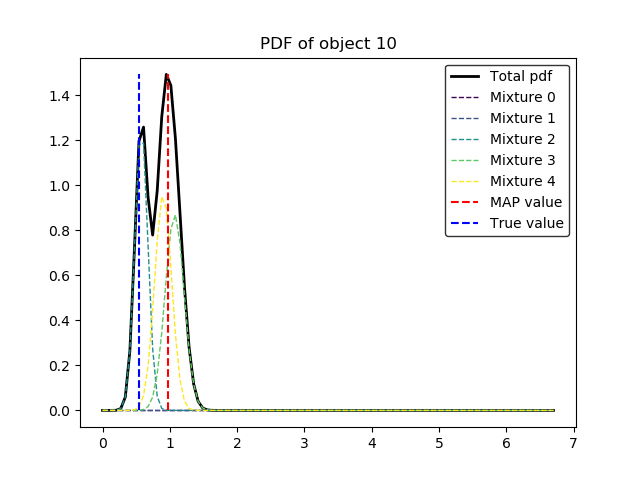 PDF of object 10
Total pdf
Mixture 0
Mixture 1
Mixture 2
Mixture 3
Mixture 4
MAP value
True value
1.4
1.2
1.0
0.8
0.6
0.4
0.2
0.0
0 1 2 3 4 5 6 7